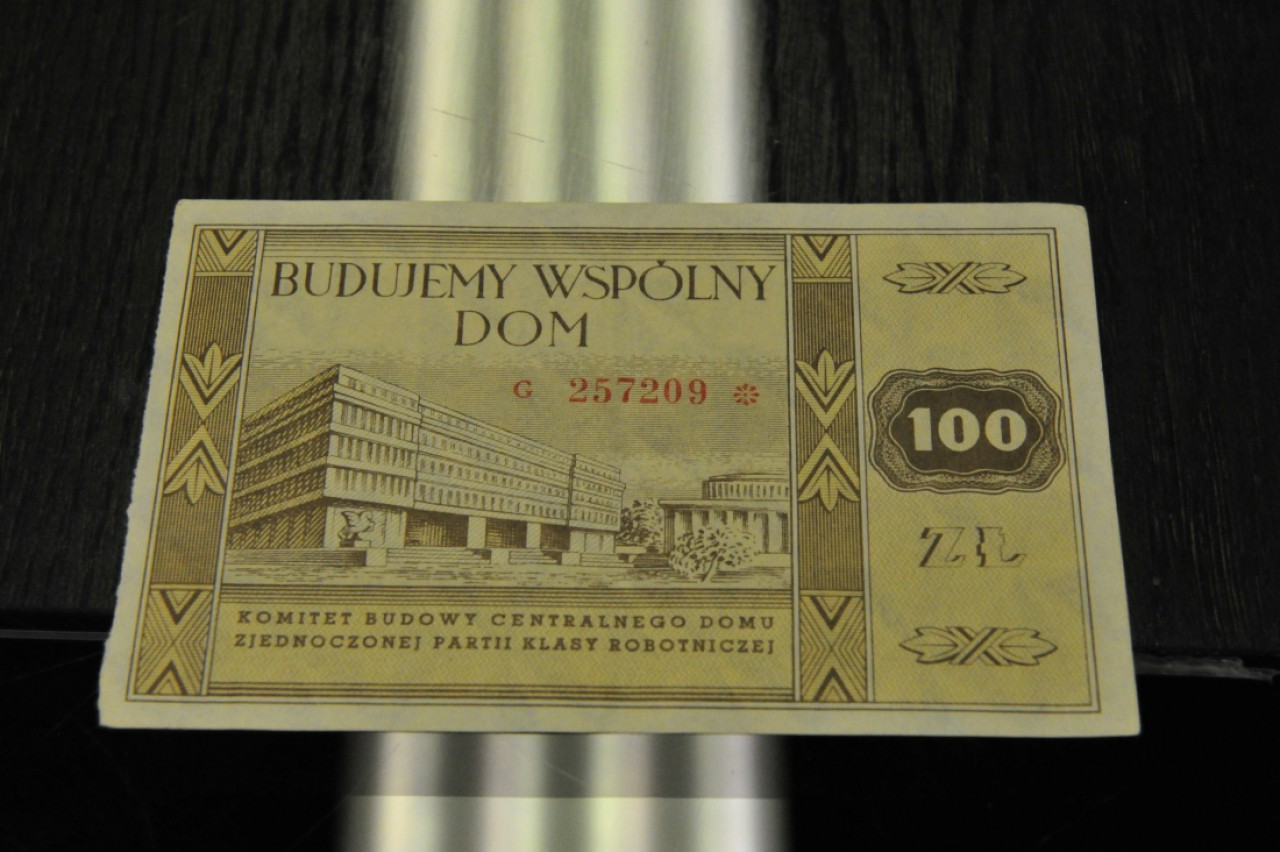 BUDUJEMY WSPÓLNY
DOM
G 257209
100
ZŁ
KOMITET BUDOWY CENTRALNEGO DOMU
ZJEDNOCZONEJ PARTII KLASY ROBOTNICZEJ